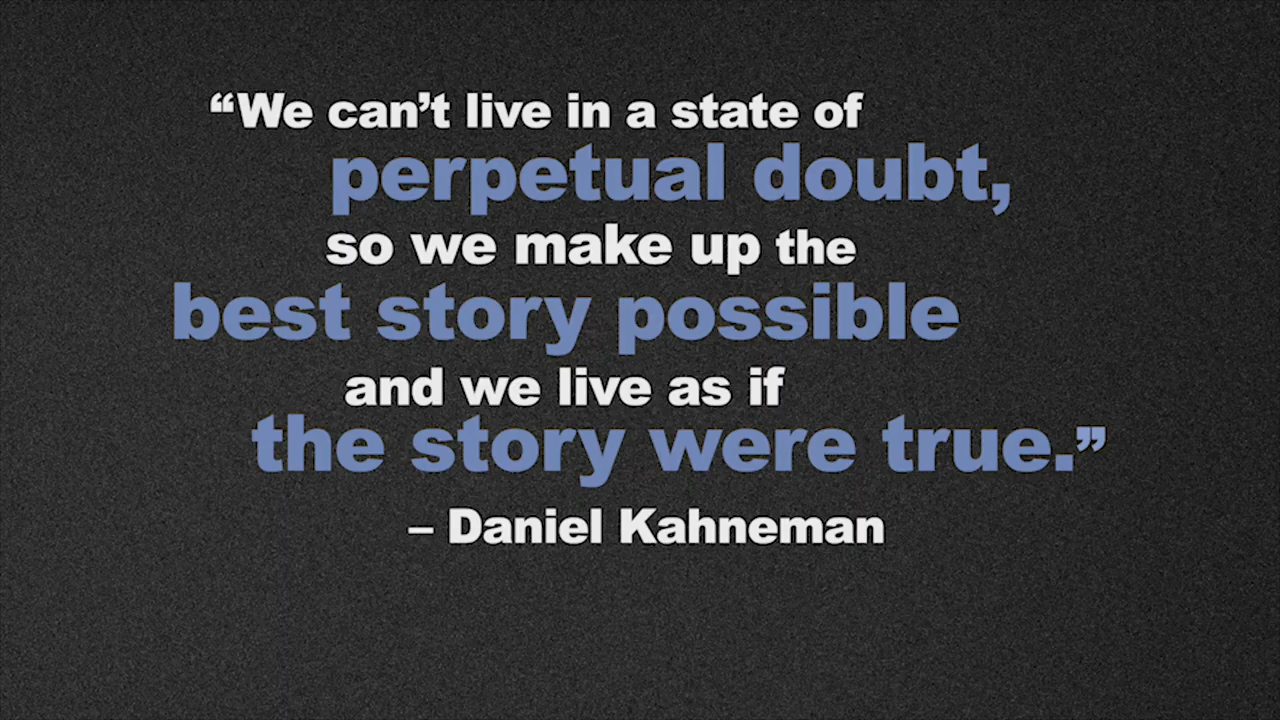 “We can’t live in a state of
perpetual doubt,
so we make up the
best story possible
and we live as if
the story were true.”
– Daniel Kahneman